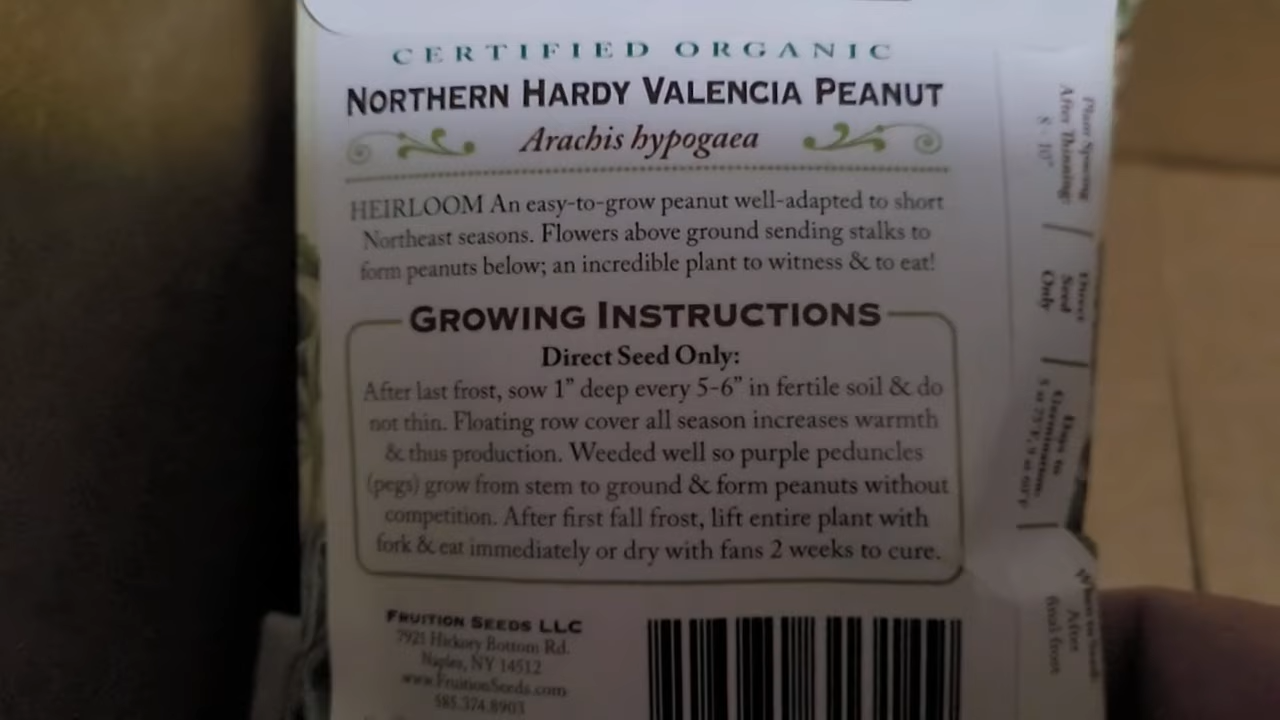 CERTIFIED ORGANIC
NORTHERN HARDY VALENCIA PEANUT
Arachis hypogaea
HEIRLOOM An easy-to-grow peanut well-adapted to short
Northeast seasons. Flowers above ground sending stalks to
form peanuts below; an incredible plant to witness & to eat!
GROWING INSTRUCTIONS
Direct Seed Only:
After last frost, sow 1” deep every 5-6” in fertile soil & do
not thin. Floating row cover all season increases warmth
& thus production. Weeded well so purple peduncles
(pegs) grow from stem to ground & form peanuts without
competition. After first fall frost, lift entire plant with
fork & eat immediately or dry with fans 2 weeks to cure.
FRUITION SEEDS LLC
7921 Hickory Bottom Rd.
Naples, NY 14512
www.FruitionSeeds.com
585.374.8903
Plant Spacing
After Thinning:
8 - 10"
Direct
Seed
Only
Days to
Germination:
After
final frost